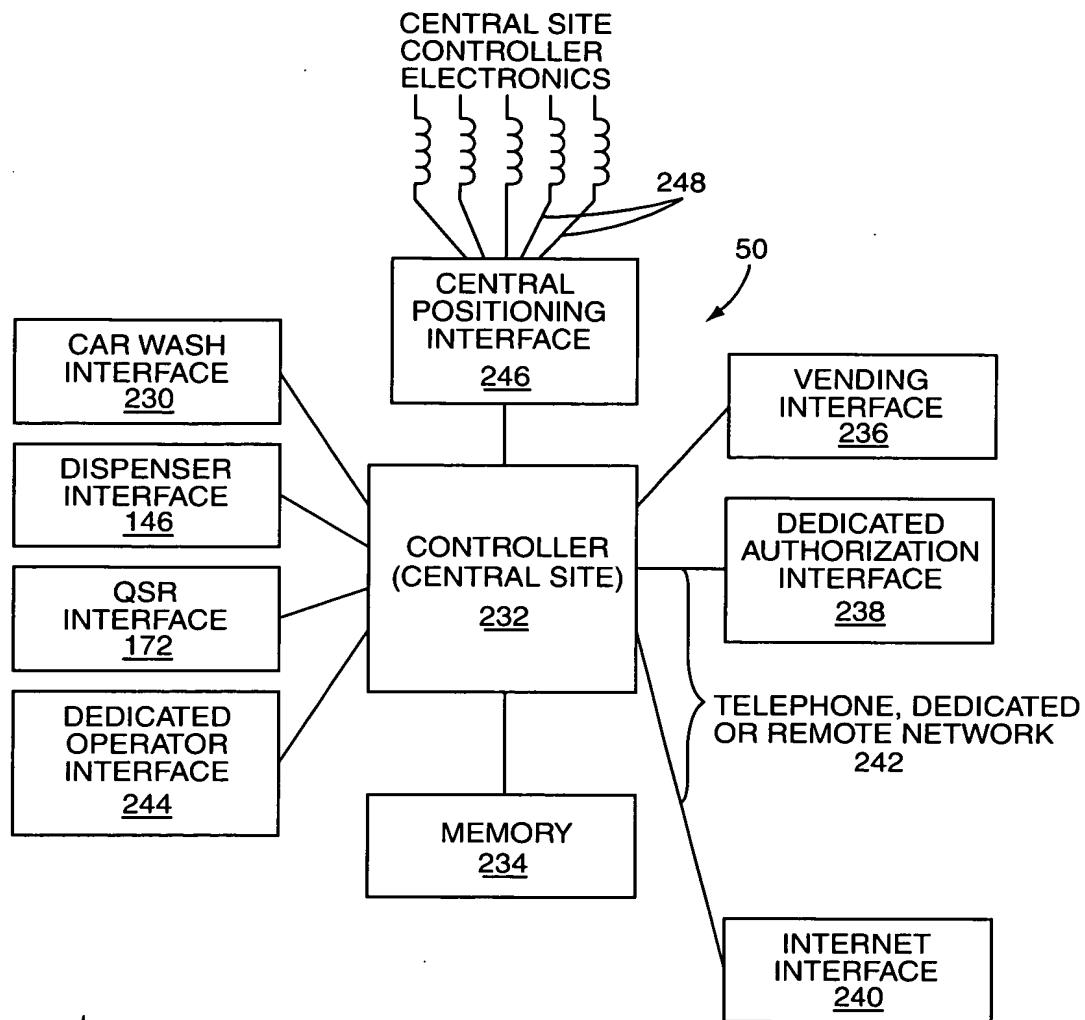 CENTRAL SITE
CONTROLLER
ELECTRONICS
248
50
CENTRAL
POSITIONING
INTERFACE
246
CAR WASH
INTERFACE
230
DISPENSER
INTERFACE
146
QSR
INTERFACE
172
DEDICATED
OPERATOR
INTERFACE
244
CONTROLLER
(CENTRAL SITE)
232
MEMORY
234
VENDING
INTERFACE
236
DEDICATED
AUTHORIZATION
INTERFACE
238
TELEPHONE, DEDICATED
OR REMOTE NETWORK
242
INTERNET
INTERFACE
240